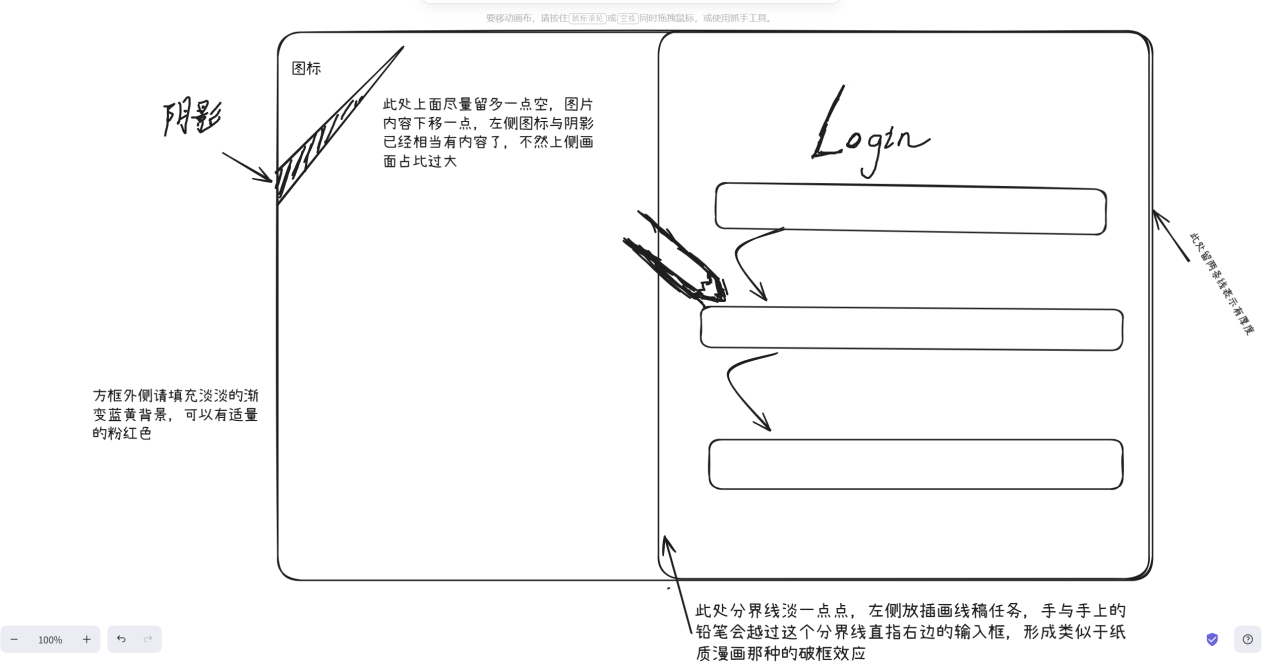 要移动画布，请按住 鼠标滚轮 或 空格 同时拖拽鼠标，或使用抓手工具。
图标
阴影
此处上面尽量留多一点空，图片
内容下移一点，左侧图标与阴影
已经相当有内容了，不然上侧画
面占比过大
Login
此处留两条线表示有厚度
方框外侧请填充淡淡的渐
变蓝黄背景，可以有适量
的粉红色
此处分界线淡一点点，左侧放插画线稿任务，手与手上的
铅笔会越过这个分界线直指右边的输入框，形成类似于纸
质漫画那种的破框效应
100%